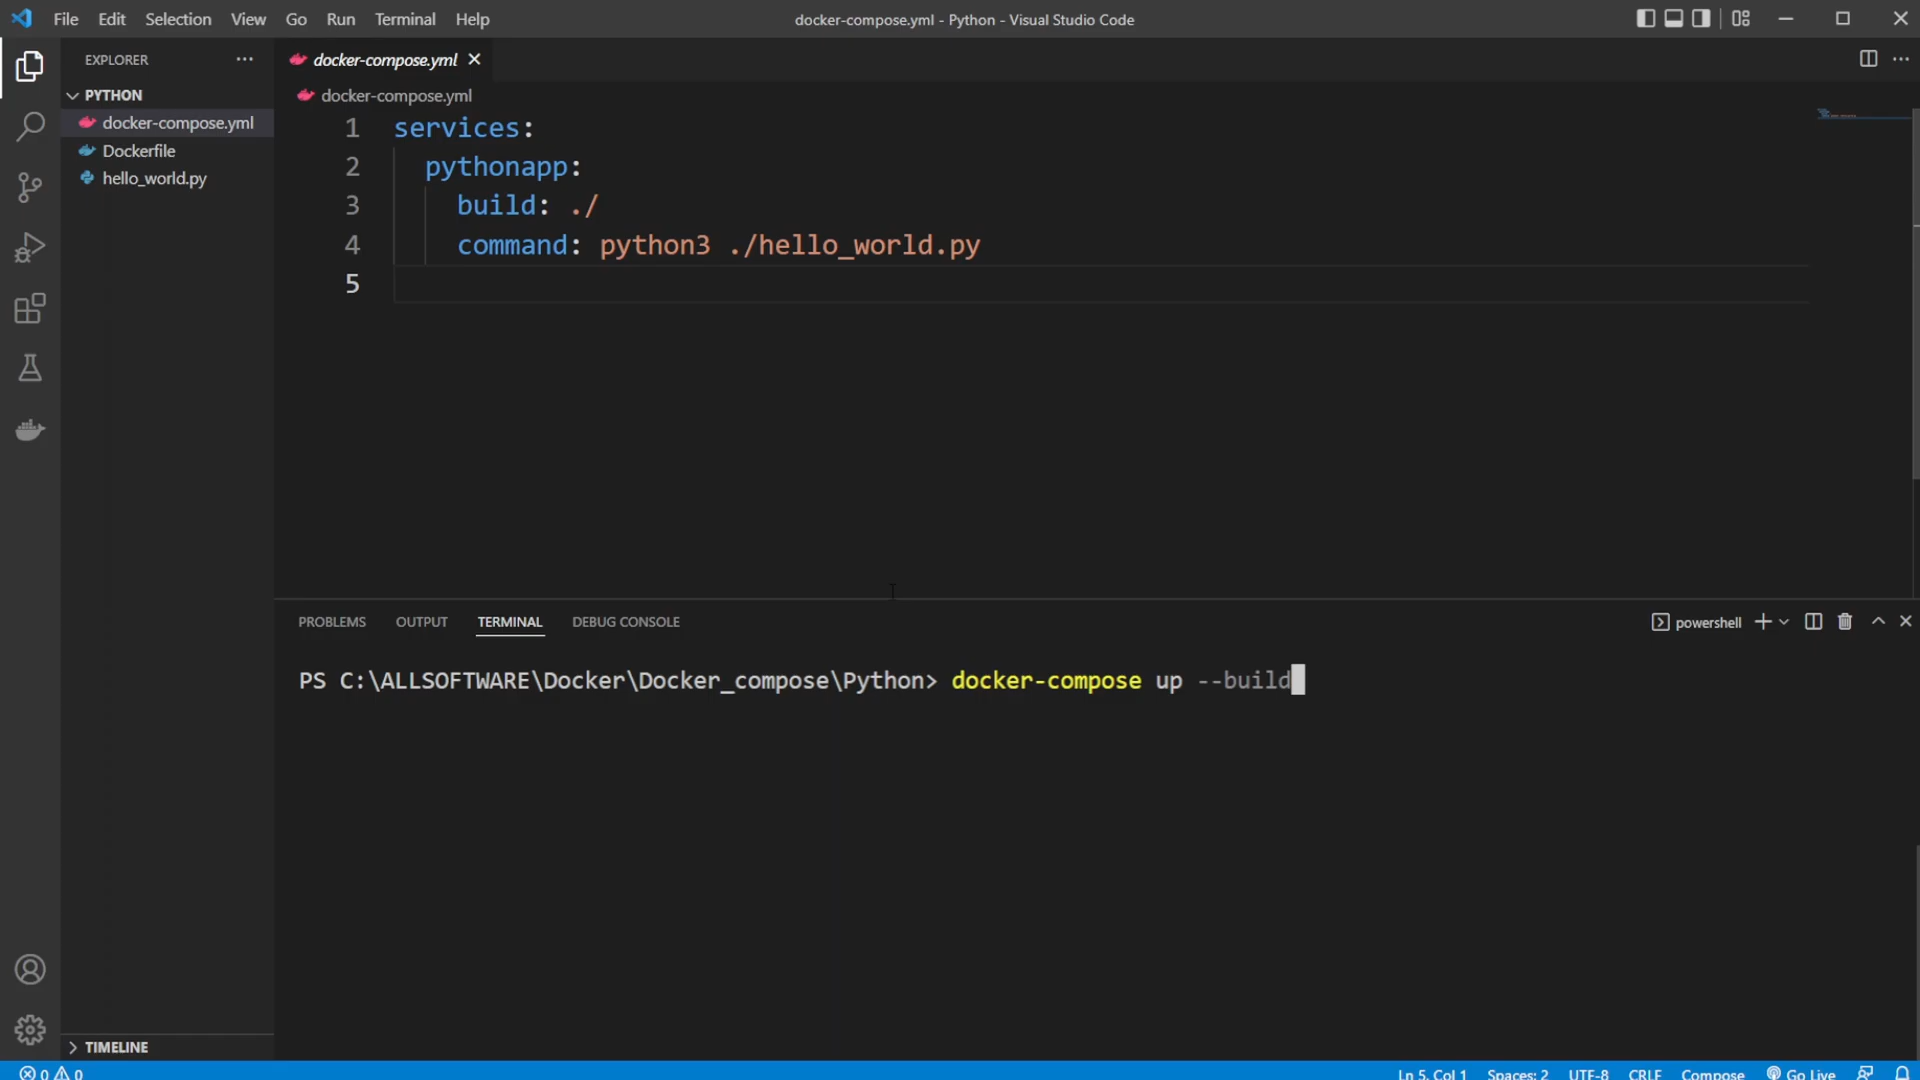 File Edit Selection View Go Run Terminal Help
docker-compose.yml - Python - Visual Studio Code
EXPLORER
docker-compose.yml
PYTHON
docker-compose.yml
docker-compose.yml
Dockerfile
hello_world.py
1 services:
2 pythonapp:
3 build: ./
4 command: python3 ./hello_world.py
5
PROBLEMS OUTPUT TERMINAL DEBUG CONSOLE
powershell
PS C:\ALLSOFTWARE\Docker\Docker_compose\Python> docker-compose up --build
TIMELINE
0 0
Ln 5, Col 1 Spaces: 2 UTF-8 CRLF Compose Go Live